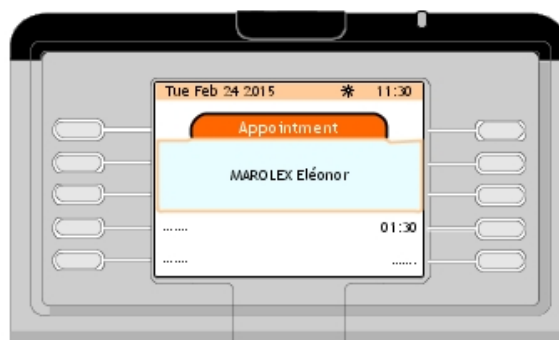 Tue Feb 24 2015 ☀ 11:30
Appointment
MAROLEX Eléonor
...... 01:30
...... ......